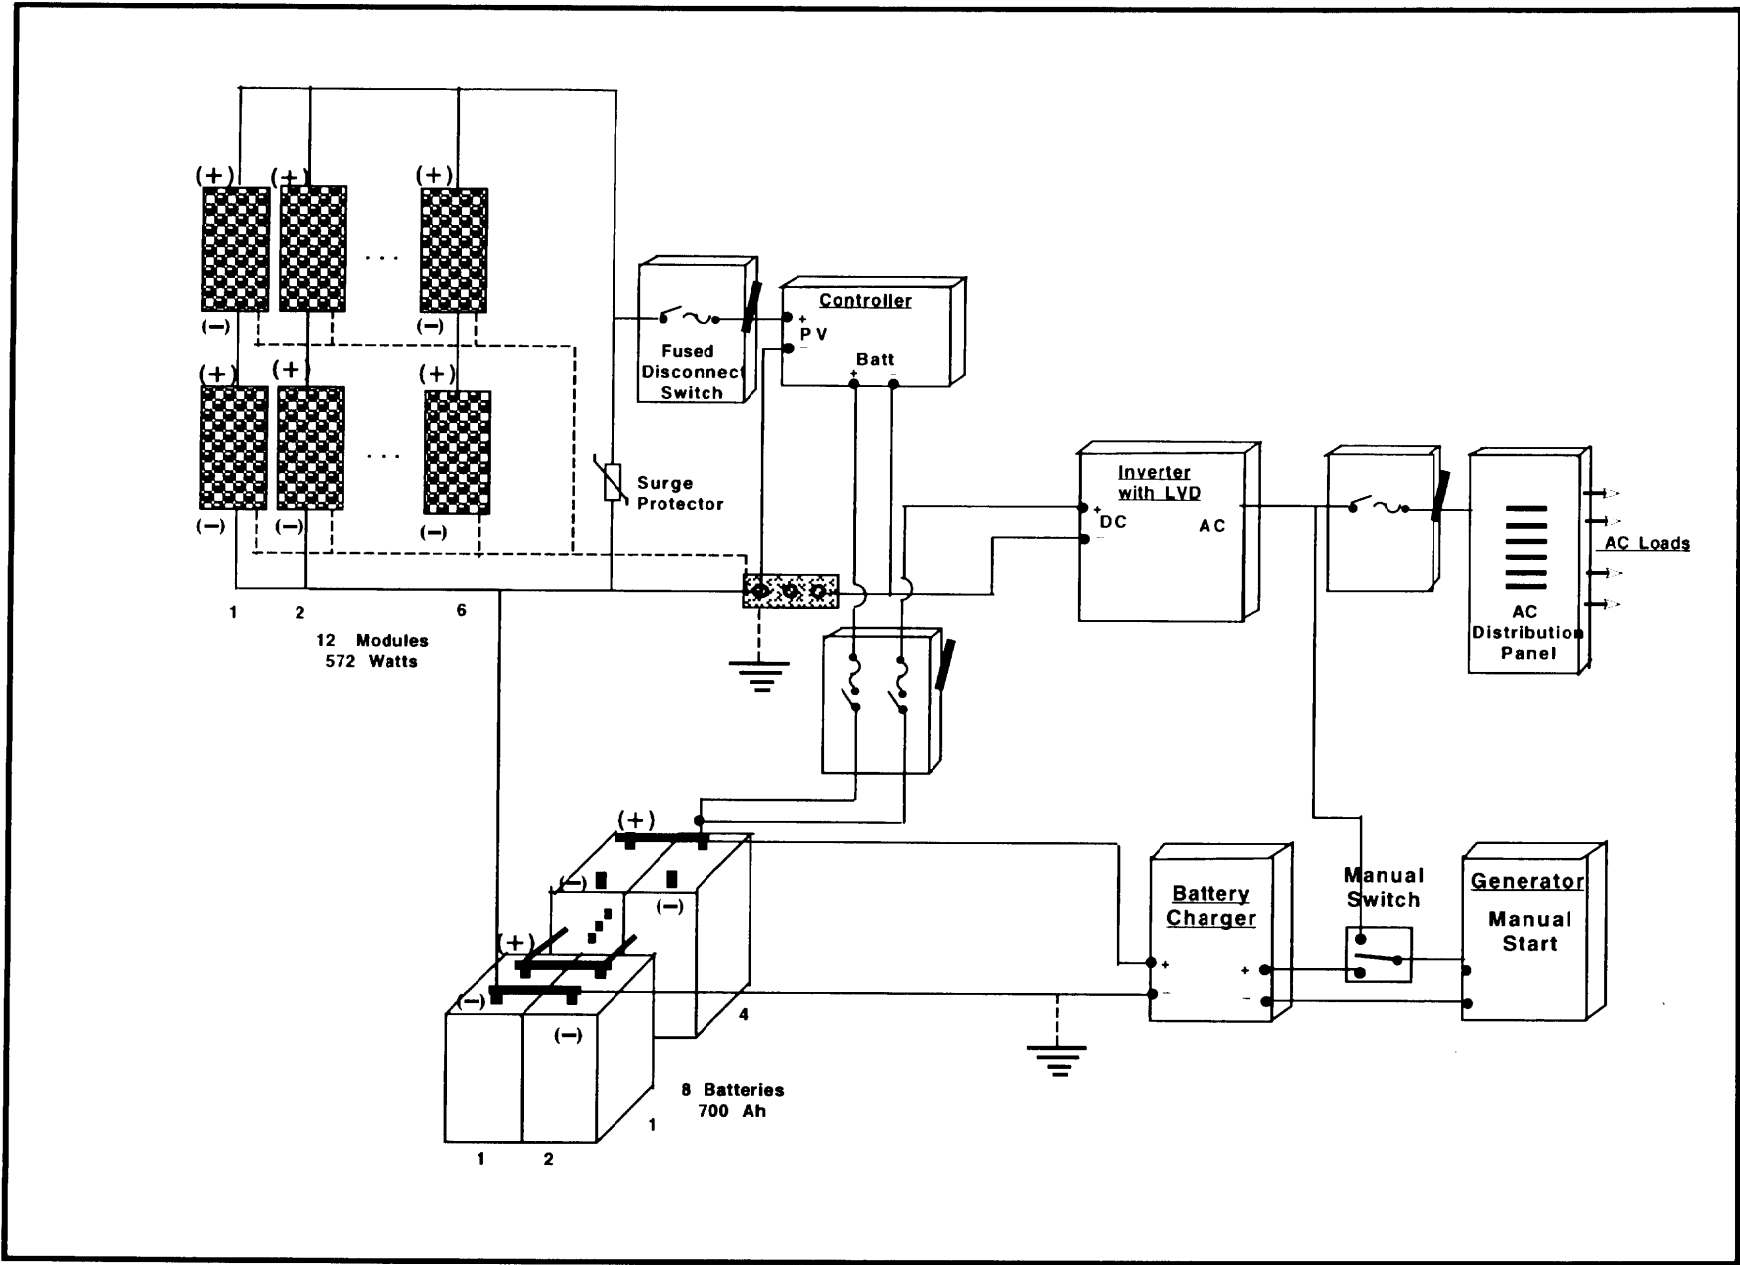 (+) (+) (+)
(−) (−)
. . .
(+) (+) (+)
(−) (−) (−)
. . .
1 2 6
12 Modules
572 Watts
Fused
Disconnect
Switch
Controller
+
PV
−
Batt
+ −
Surge
Protector
Inverter
with LVD
+
DC AC
−
AC Loads
AC
Distribution
Panel
(+)
(−)
(−)
(+)
(−)
(−)
4
1
1 2
8 Batteries
700 Ah
Battery
Charger
+ +
− −
Manual
Switch
Generator
Manual
Start